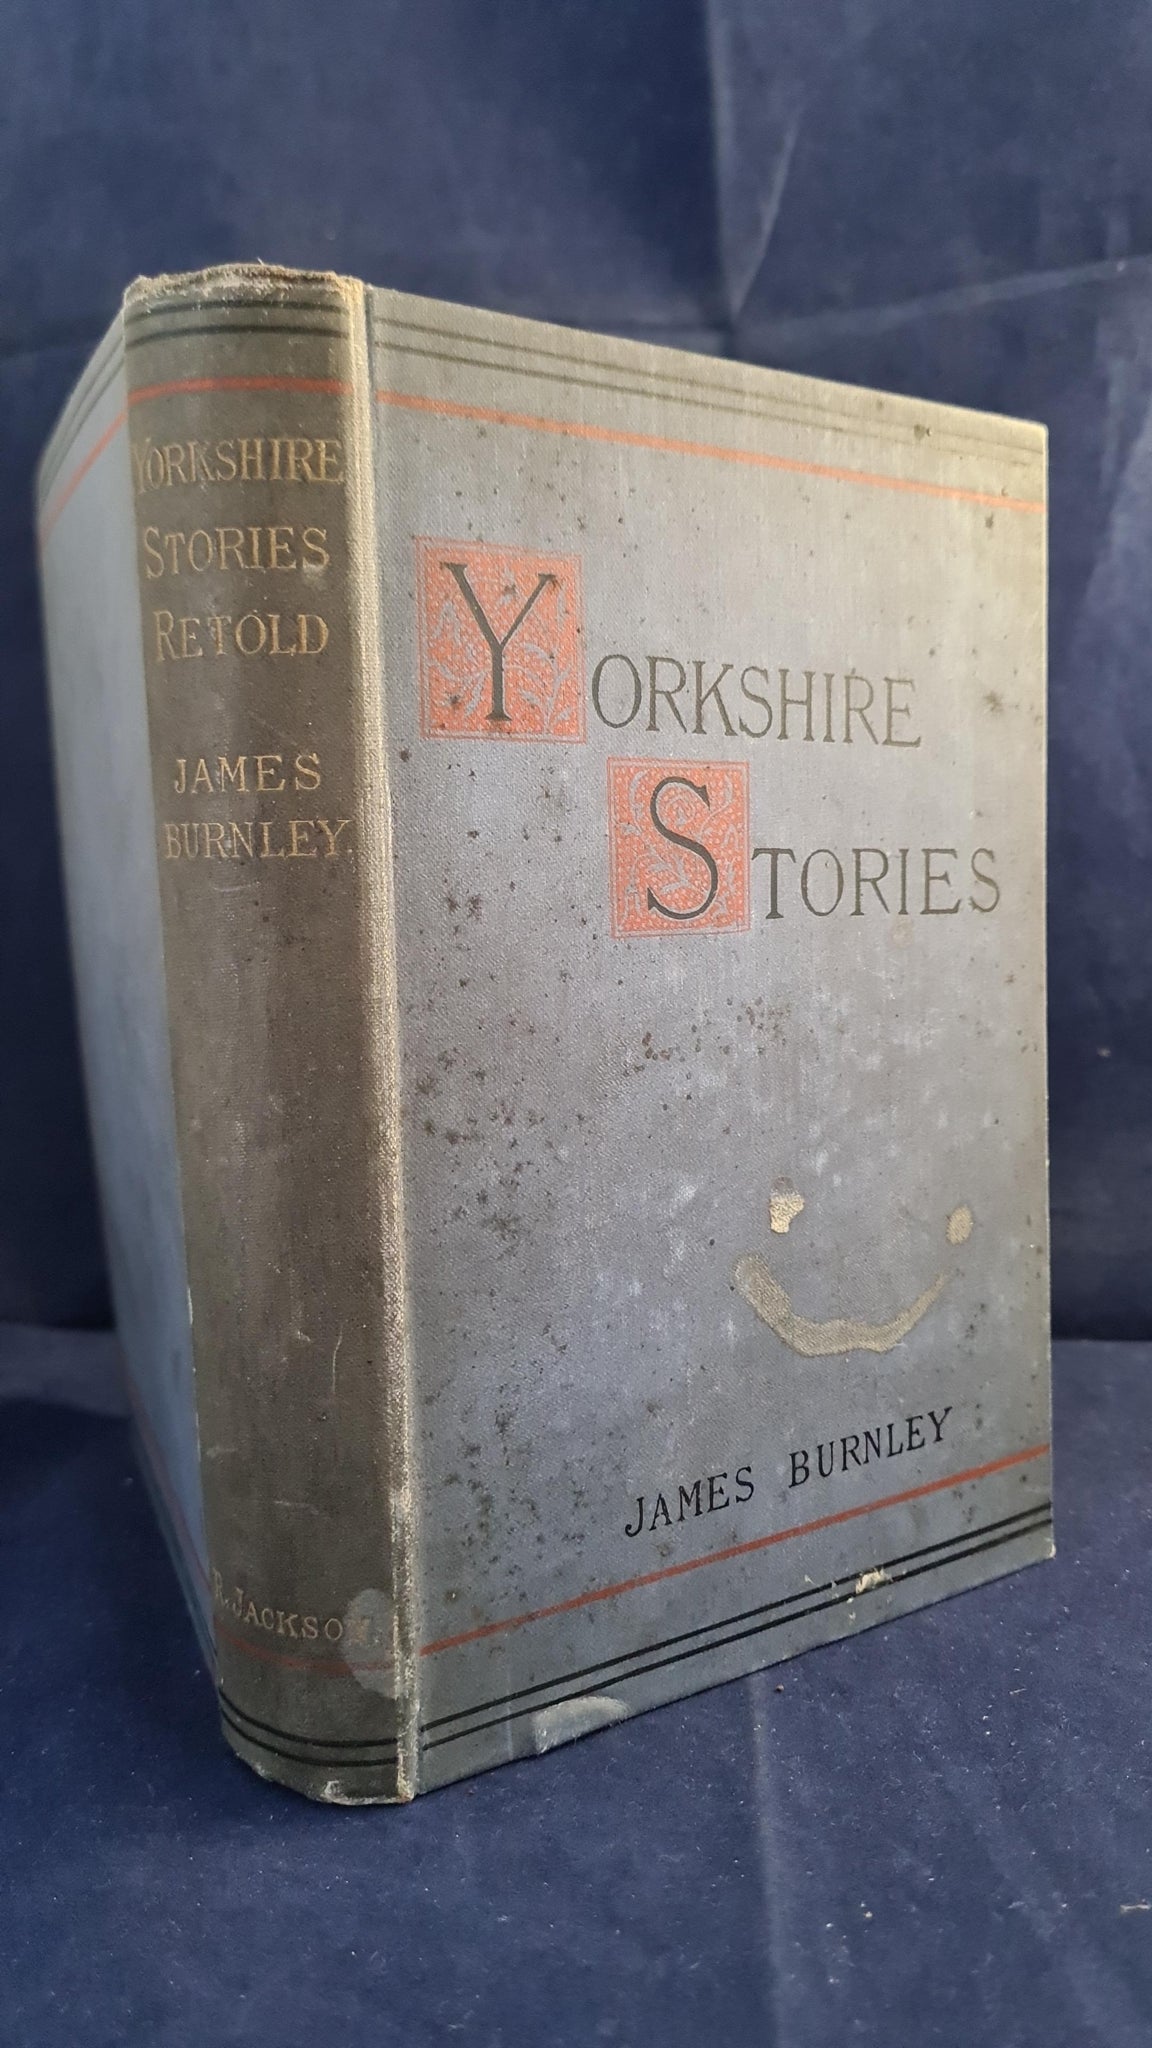 YORKSHIRE
STORIES
RETOLD
JAMES
BURNLEY.
R. JACKSON.
YORKSHIRE
STORIES
JAMES BURNLEY